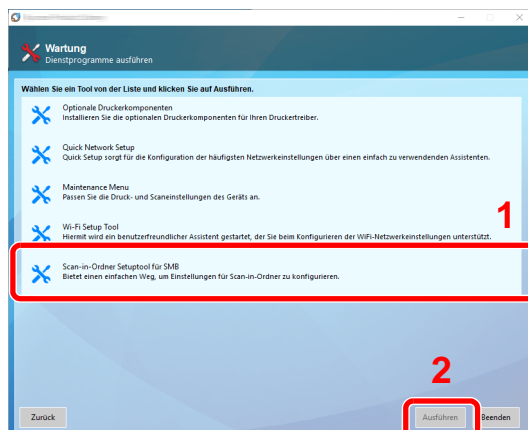 Wartung
Dienstprogramme ausführen
Wählen Sie ein Tool von der Liste und klicken Sie auf Ausführen.
Optionale Druckerkomponenten
Installieren Sie die optionalen Druckerkomponenten für Ihren Druckertreiber.
Quick Network Setup
Quick Setup sorgt für die Konfiguration der häufigsten Netzwerkeinstellungen über einen einfach zu verwendenden Assistenten.
Maintenance Menu
Passen Sie die Druck- und Scaneinstellungen des Geräts an.
1
Wi-Fi Setup Tool
Hiermit wird ein benutzerfreundlicher Assistent gestartet, der Sie beim Konfigurieren der WiFi-Netzwerkeinstellungen unterstützt.
Scan-in-Ordner Setuptool für SMB
Bietet einen einfachen Weg, um Einstellungen für Scan-in-Ordner zu konfigurieren.
2
Zurück Ausführen Beenden